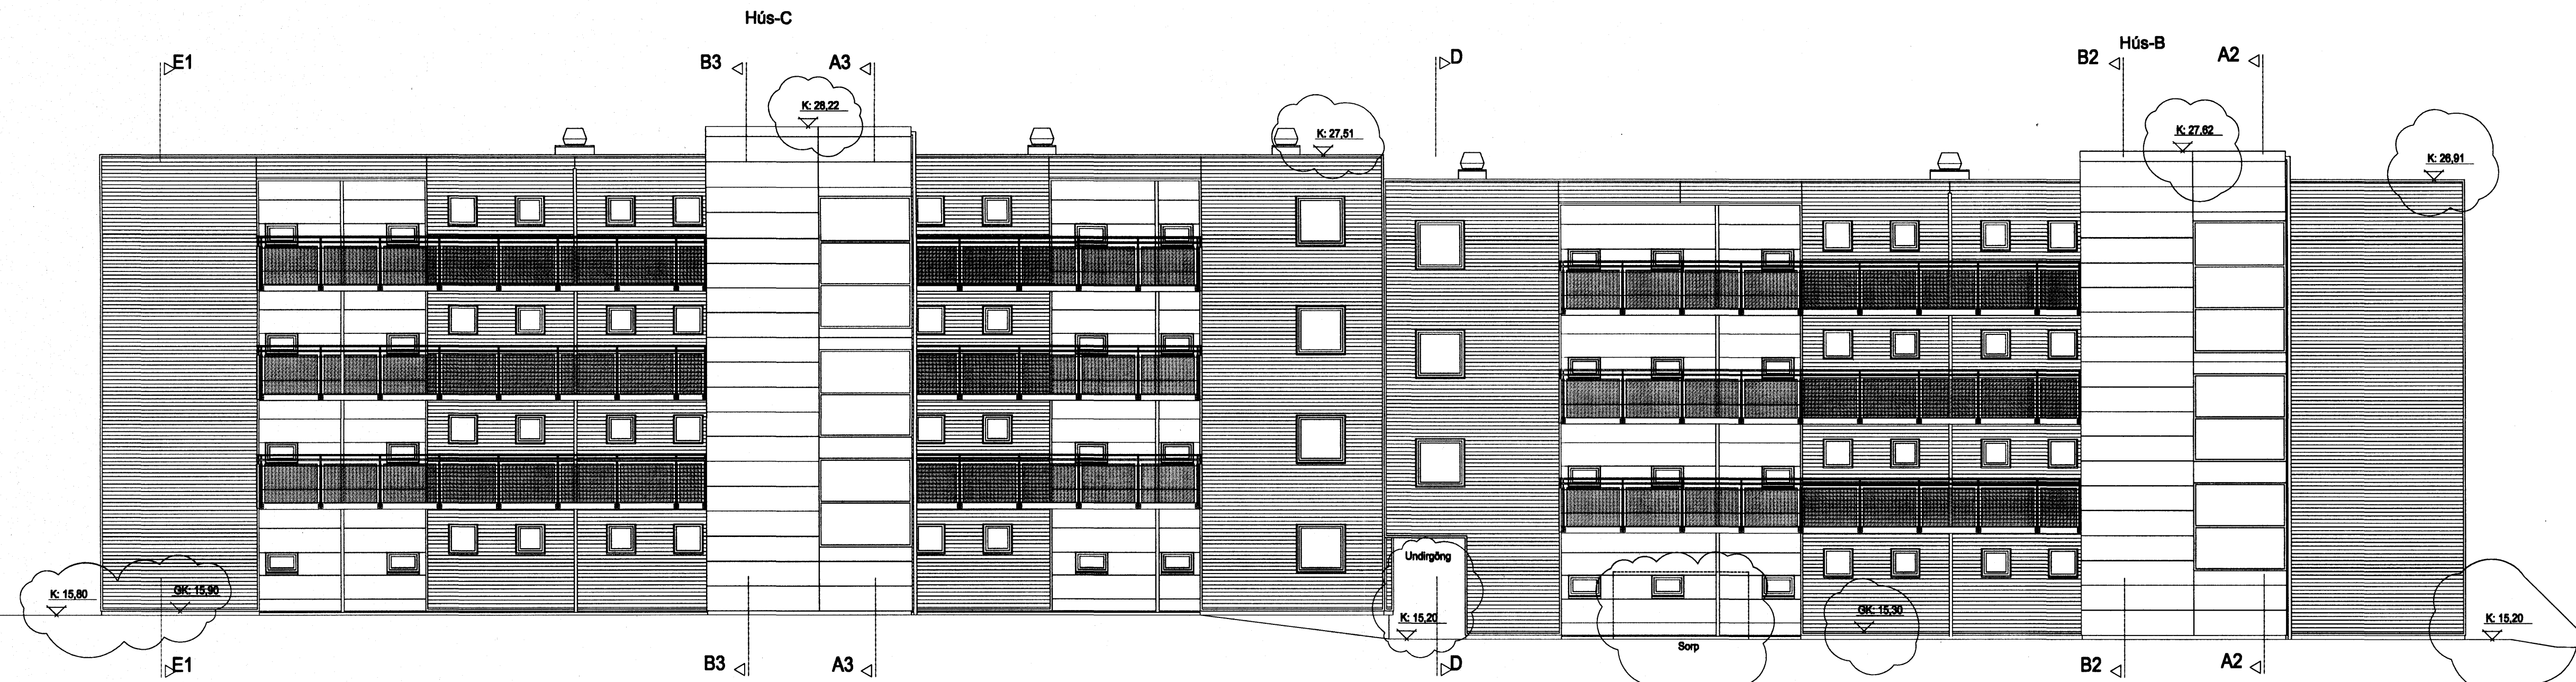 Hús-C
Hús-B
E1
B3
A3
D
B2
A2
K: 28,22
K: 27,51
K: 27,62
K: 26,91
Undirgöng
K: 15,80
GK: 15,90
K: 15,20
GK: 15,30
K: 15,20
Sorp
E1
B3
A3
D
B2
A2